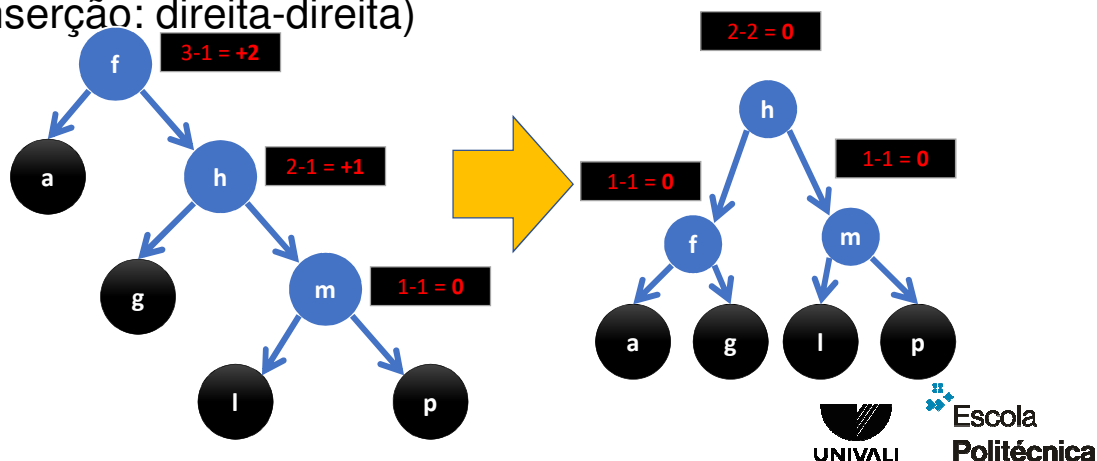 nserção: direita-direita)
f
3-1 = +2
a
h
2-1 = +1
g
m
1-1 = 0
l
p
2-2 = 0
h
1-1 = 0
1-1 = 0
f
m
a
g
l
p
UNIVALI
Escola
Politécnica